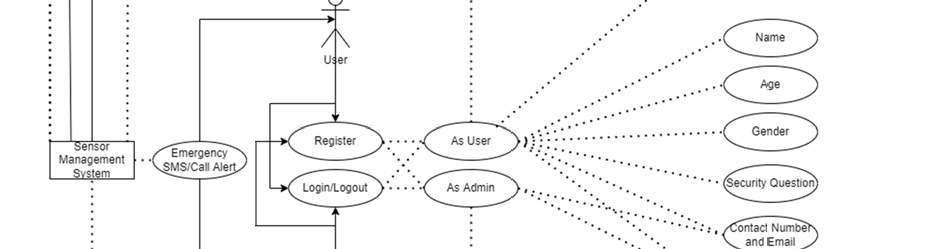 Name
User
Age
Sensor
Management
System
Emergency
SMS/Call Alert
Register
As User
Gender
Login/Logout
As Admin
Security Question
Contact Number
and Email